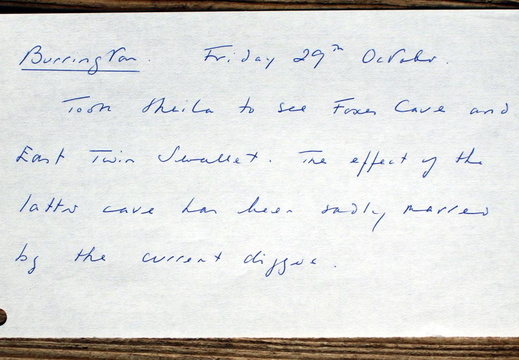 Burrington. Friday 29th October.
Took Sheila to see Foxes Cave and
East Twin Swallet. The effect of the
latter cave has been sadly marred
by the current digging.